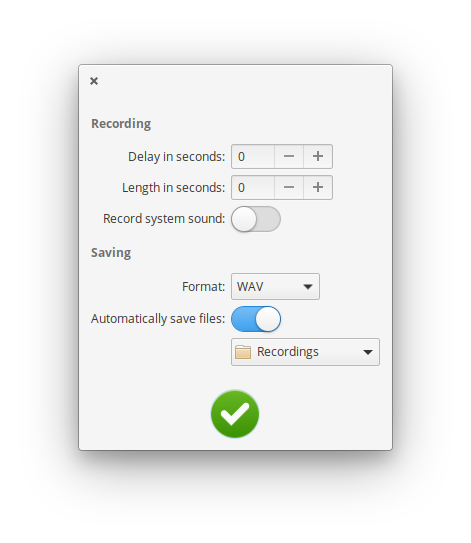 Recording
Delay in seconds: 0
Length in seconds: 0
Record system sound:
Saving
Format: WAV
Automatically save files:
Recordings